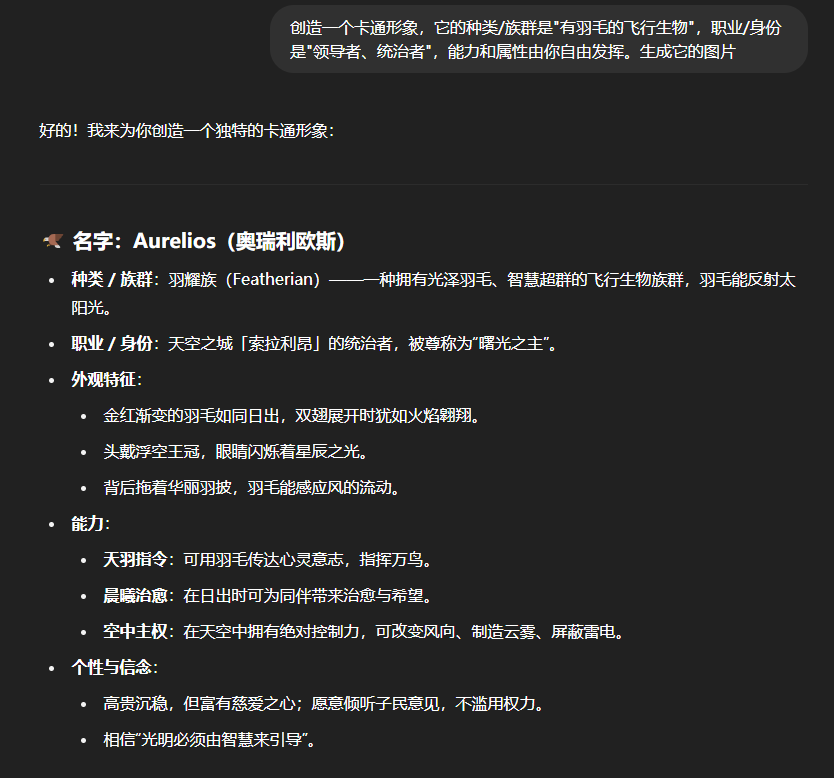 创造一个卡通形象，它的种类/族群是"有羽毛的飞行生物"，职业/身份
是"领导者、统治者"，能力和属性由你自由发挥。生成它的图片
好的！我来为你创造一个独特的卡通形象：
名字：Aurelios（奥瑞利欧斯）
种类 / 族群：羽耀族（Featherian）——一种拥有光泽羽毛、智慧超群的飞行生物族群，羽毛能反射太
阳光。
职业 / 身份：天空之城「索拉利昂」的统治者，被尊称为“曙光之主”。
外观特征：
金红渐变的羽毛如同日出，双翅展开时犹如火焰翱翔。
头戴浮空王冠，眼睛闪烁着星辰之光。
背后拖着华丽羽披，羽毛能感应风的流动。
能力：
天羽指令：可用羽毛传达心灵意志，指挥万鸟。
晨曦治愈：在日出时可为同伴带来治愈与希望。
空中主权：在天空中拥有绝对控制力，可改变风向、制造云雾、屏蔽雷电。
个性与信念：
高贵沉稳，但富有慈爱之心；愿意倾听子民意见，不滥用权力。
相信“光明必须由智慧来引导”。